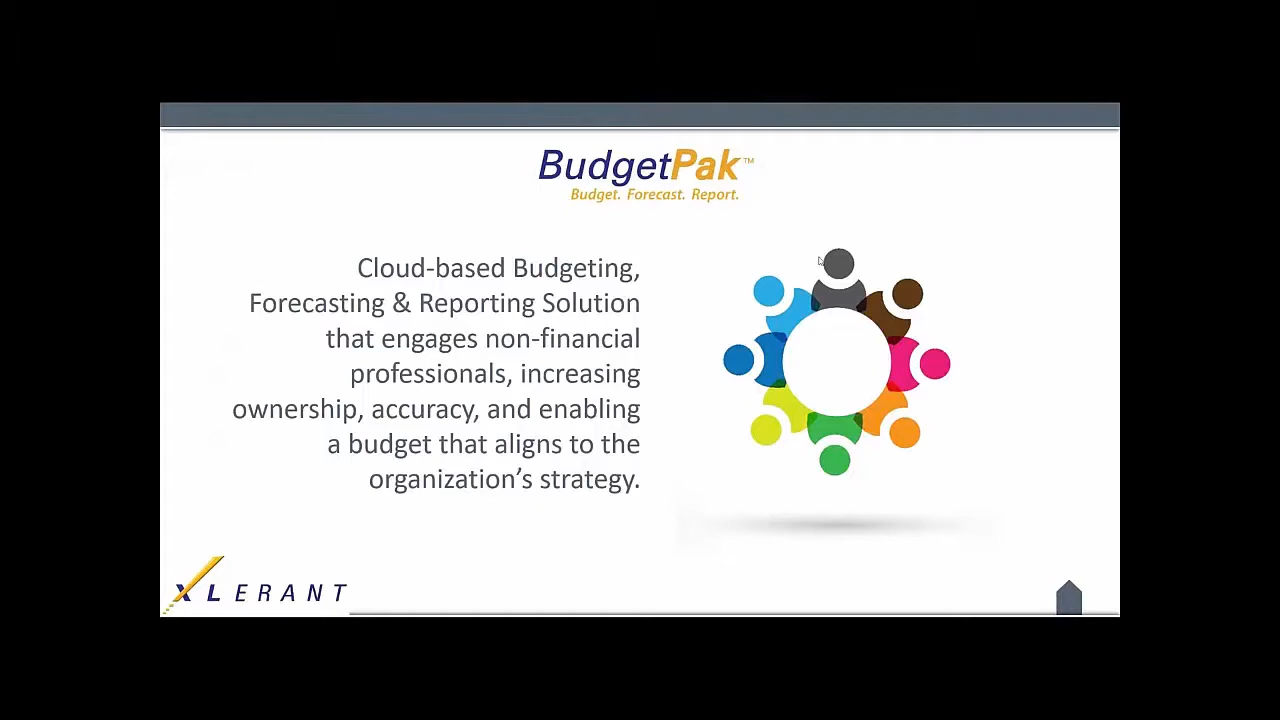 BudgetPak™
Budget. Forecast. Report.
Cloud-based Budgeting,
Forecasting & Reporting Solution
that engages non-financial
professionals, increasing
ownership, accuracy, and enabling
a budget that aligns to the
organization’s strategy.
XLERANT